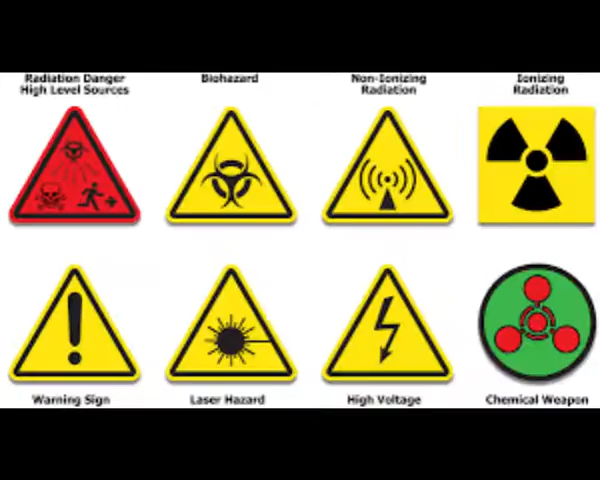 Radiation Danger
High Level Sources
Biohazard
Non-Ionizing
Radiation
Ionizing
Radiation
Warning Sign
Laser Hazard
High Voltage
Chemical Weapon